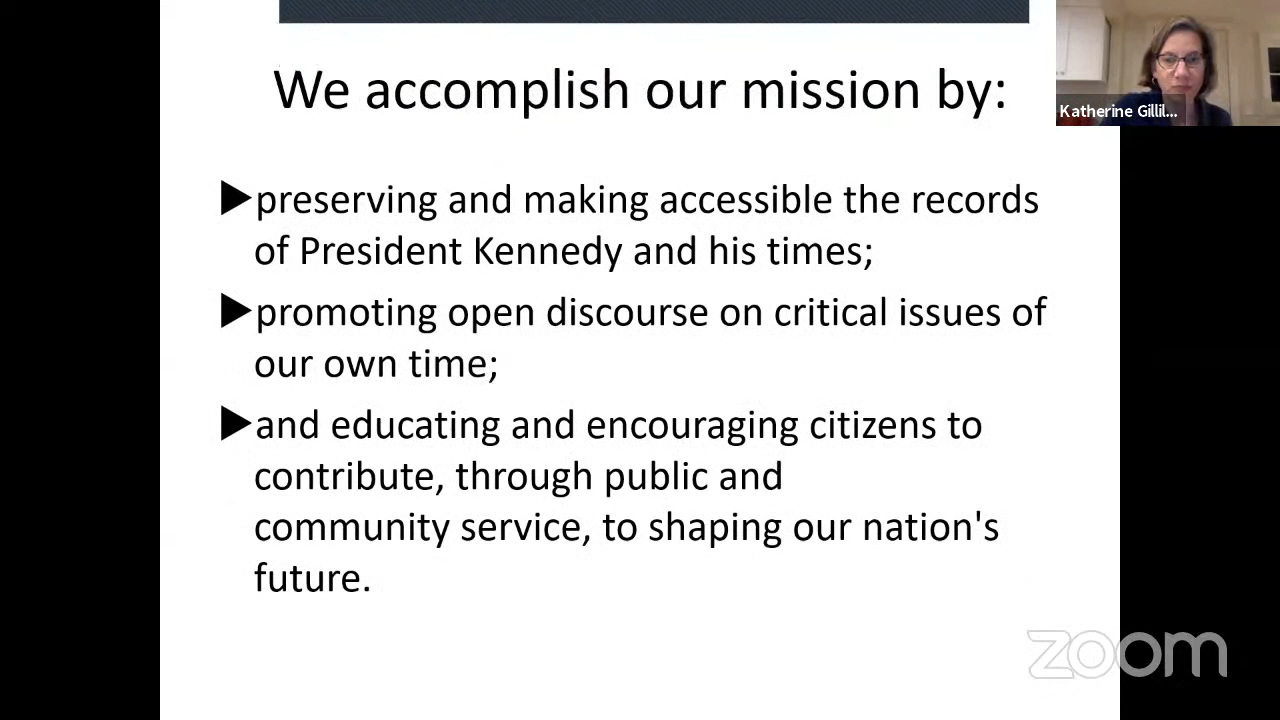 We accomplish our mission by:
Katherine Gillil...
▶preserving and making accessible the records
of President Kennedy and his times;
▶promoting open discourse on critical issues of
our own time;
▶and educating and encouraging citizens to
contribute, through public and
community service, to shaping our nation's
future.
zoom